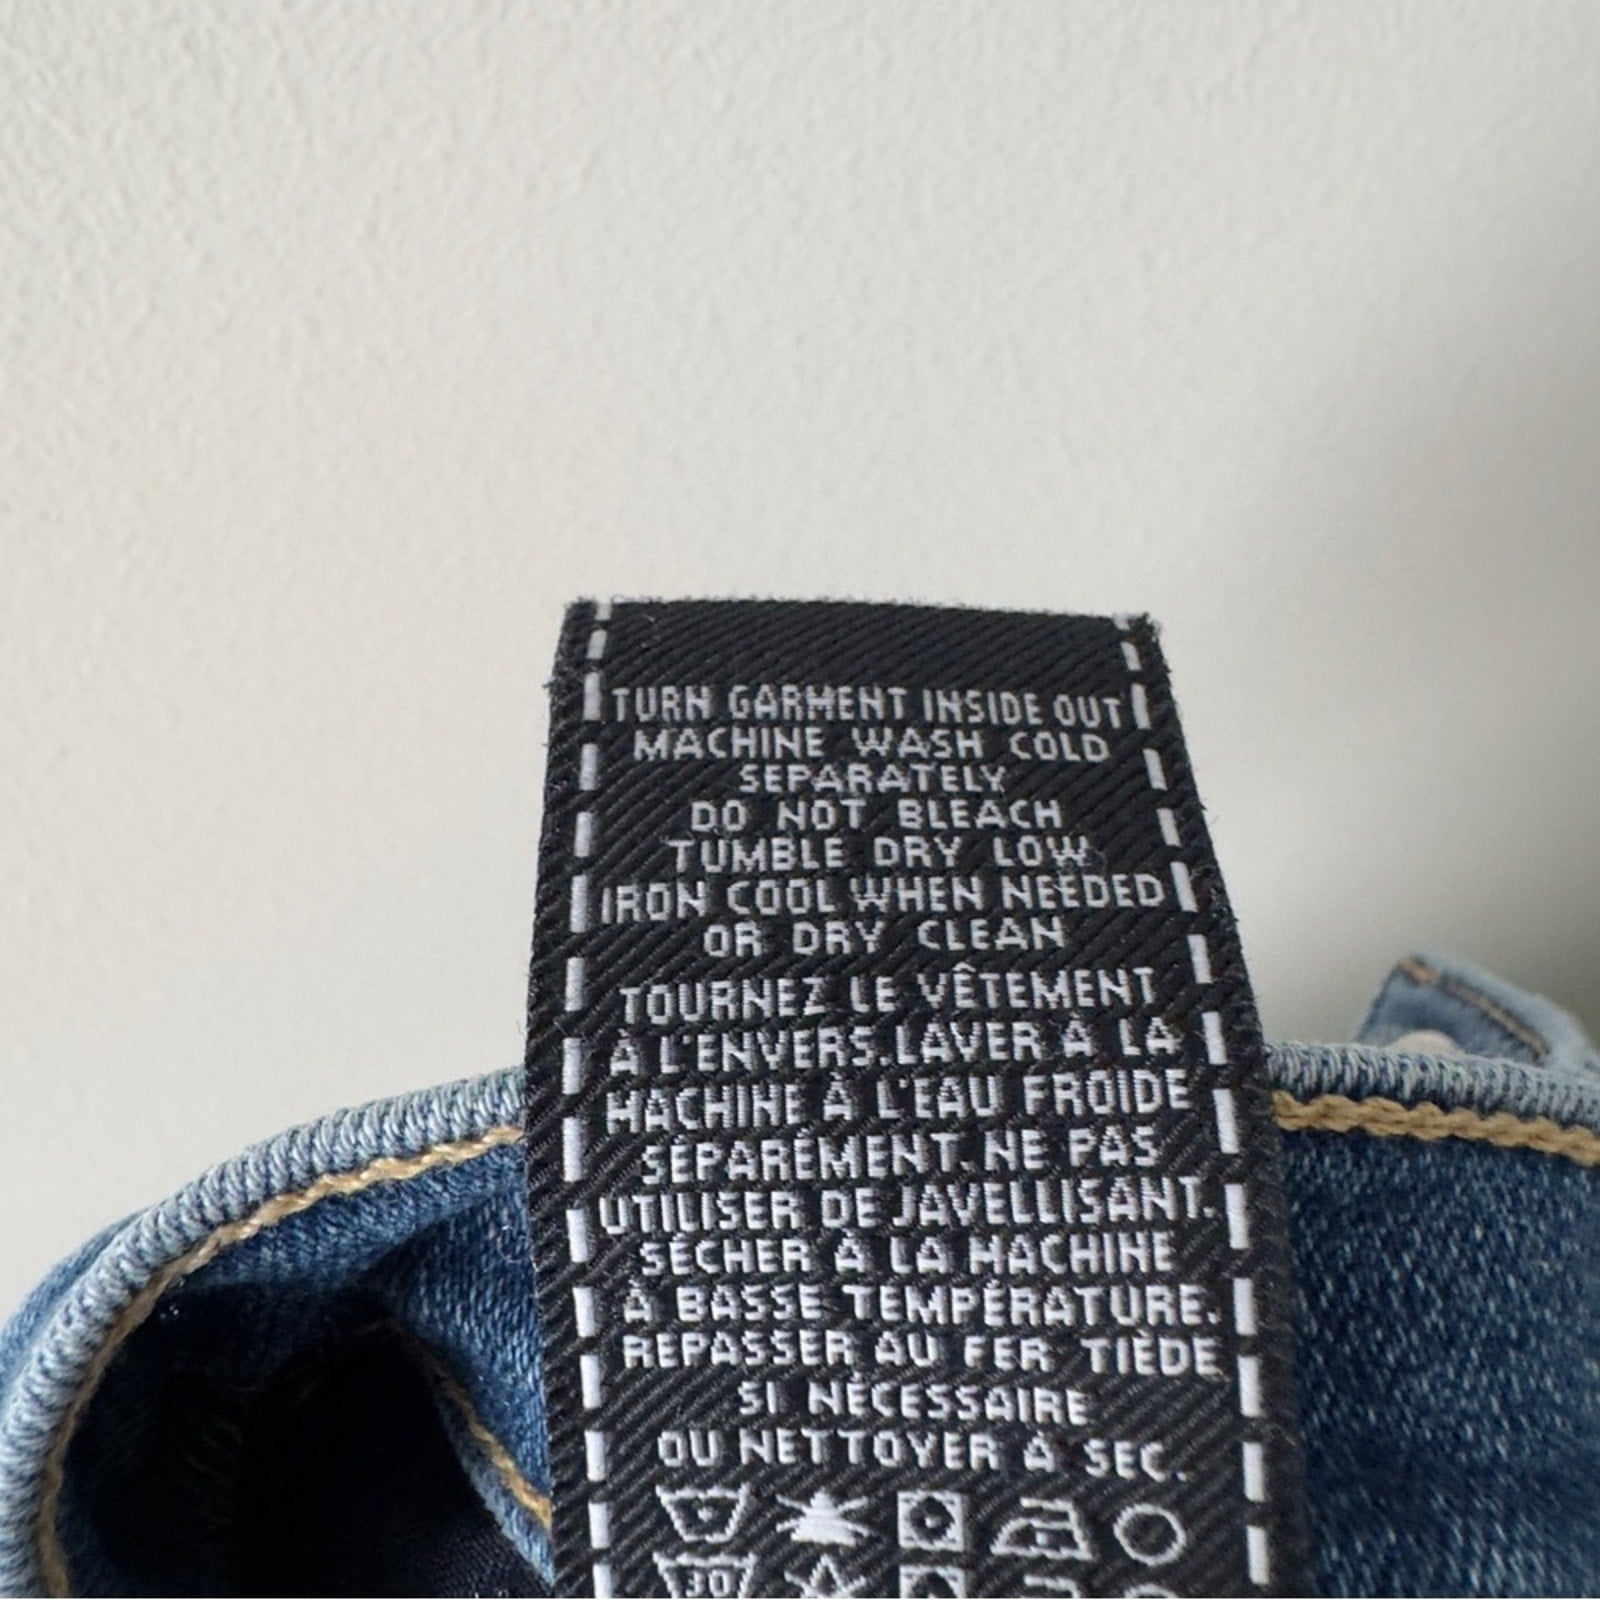 TURN GARMENT INSIDE OUT
MACHINE WASH COLD
SEPARATELY
DO NOT BLEACH
TUMBLE DRY LOW
IRON COOL WHEN NEEDED
OR DRY CLEAN
TOURNEZ LE VÊTEMENT
À L'ENVERS.LAVER À LA
MACHINE À L'EAU FROIDE
SÉPARÉMENT. NE PAS
UTILISER DE JAVELLISANT.
SÉCHER À LA MACHINE
À BASSE TEMPÉRATURE.
REPASSER AU FER TIÈDE
SI NÉCESSAIRE
OU NETTOYER À SEC.
30